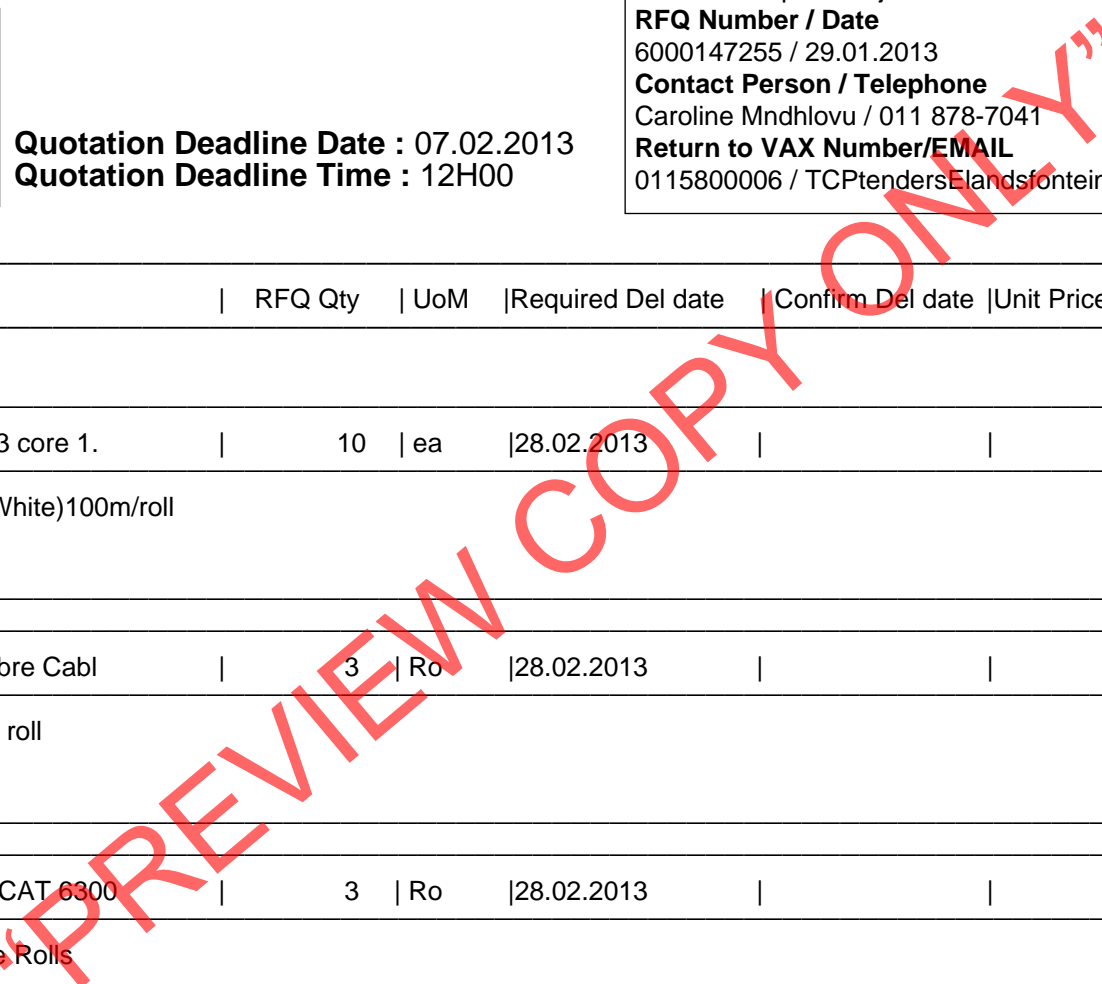 RFQ Number / Date
6000147255 / 29.01.2013
Contact Person / Telephone
Caroline Mndhlovu / 011 878-7041
Return to VAX Number/EMAIL
0115800006 / TCPtendersElandsfontein
Quotation Deadline Date : 07.02.2013
Quotation Deadline Time : 12H00
| RFQ Qty | UoM |Required Del date | Confirm Del date |Unit Price
3 core 1. | 10 | ea |28.02.2013 | |
White)100m/roll
bre Cabl | 3 | Ro |28.02.2013 | |
roll
CAT 6300 | 3 | Ro |28.02.2013 | |
e Rolls
“PREVIEW COPY ONLY”